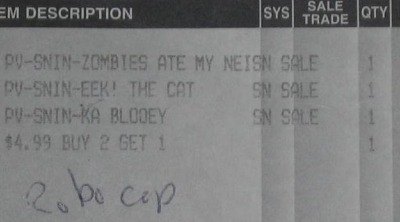 EM DESCRIPTION SYS SALE TRADE QTY
PV-SNIN-ZOMBIES ATE MY NEISN SALE 1
PV-SNIN-EEK! THE CAT SN SALE 1
PV-SNIN-KA BLOOEY SN SALE 1
$4.99 BUY 2 GET 1 1
Robo cop